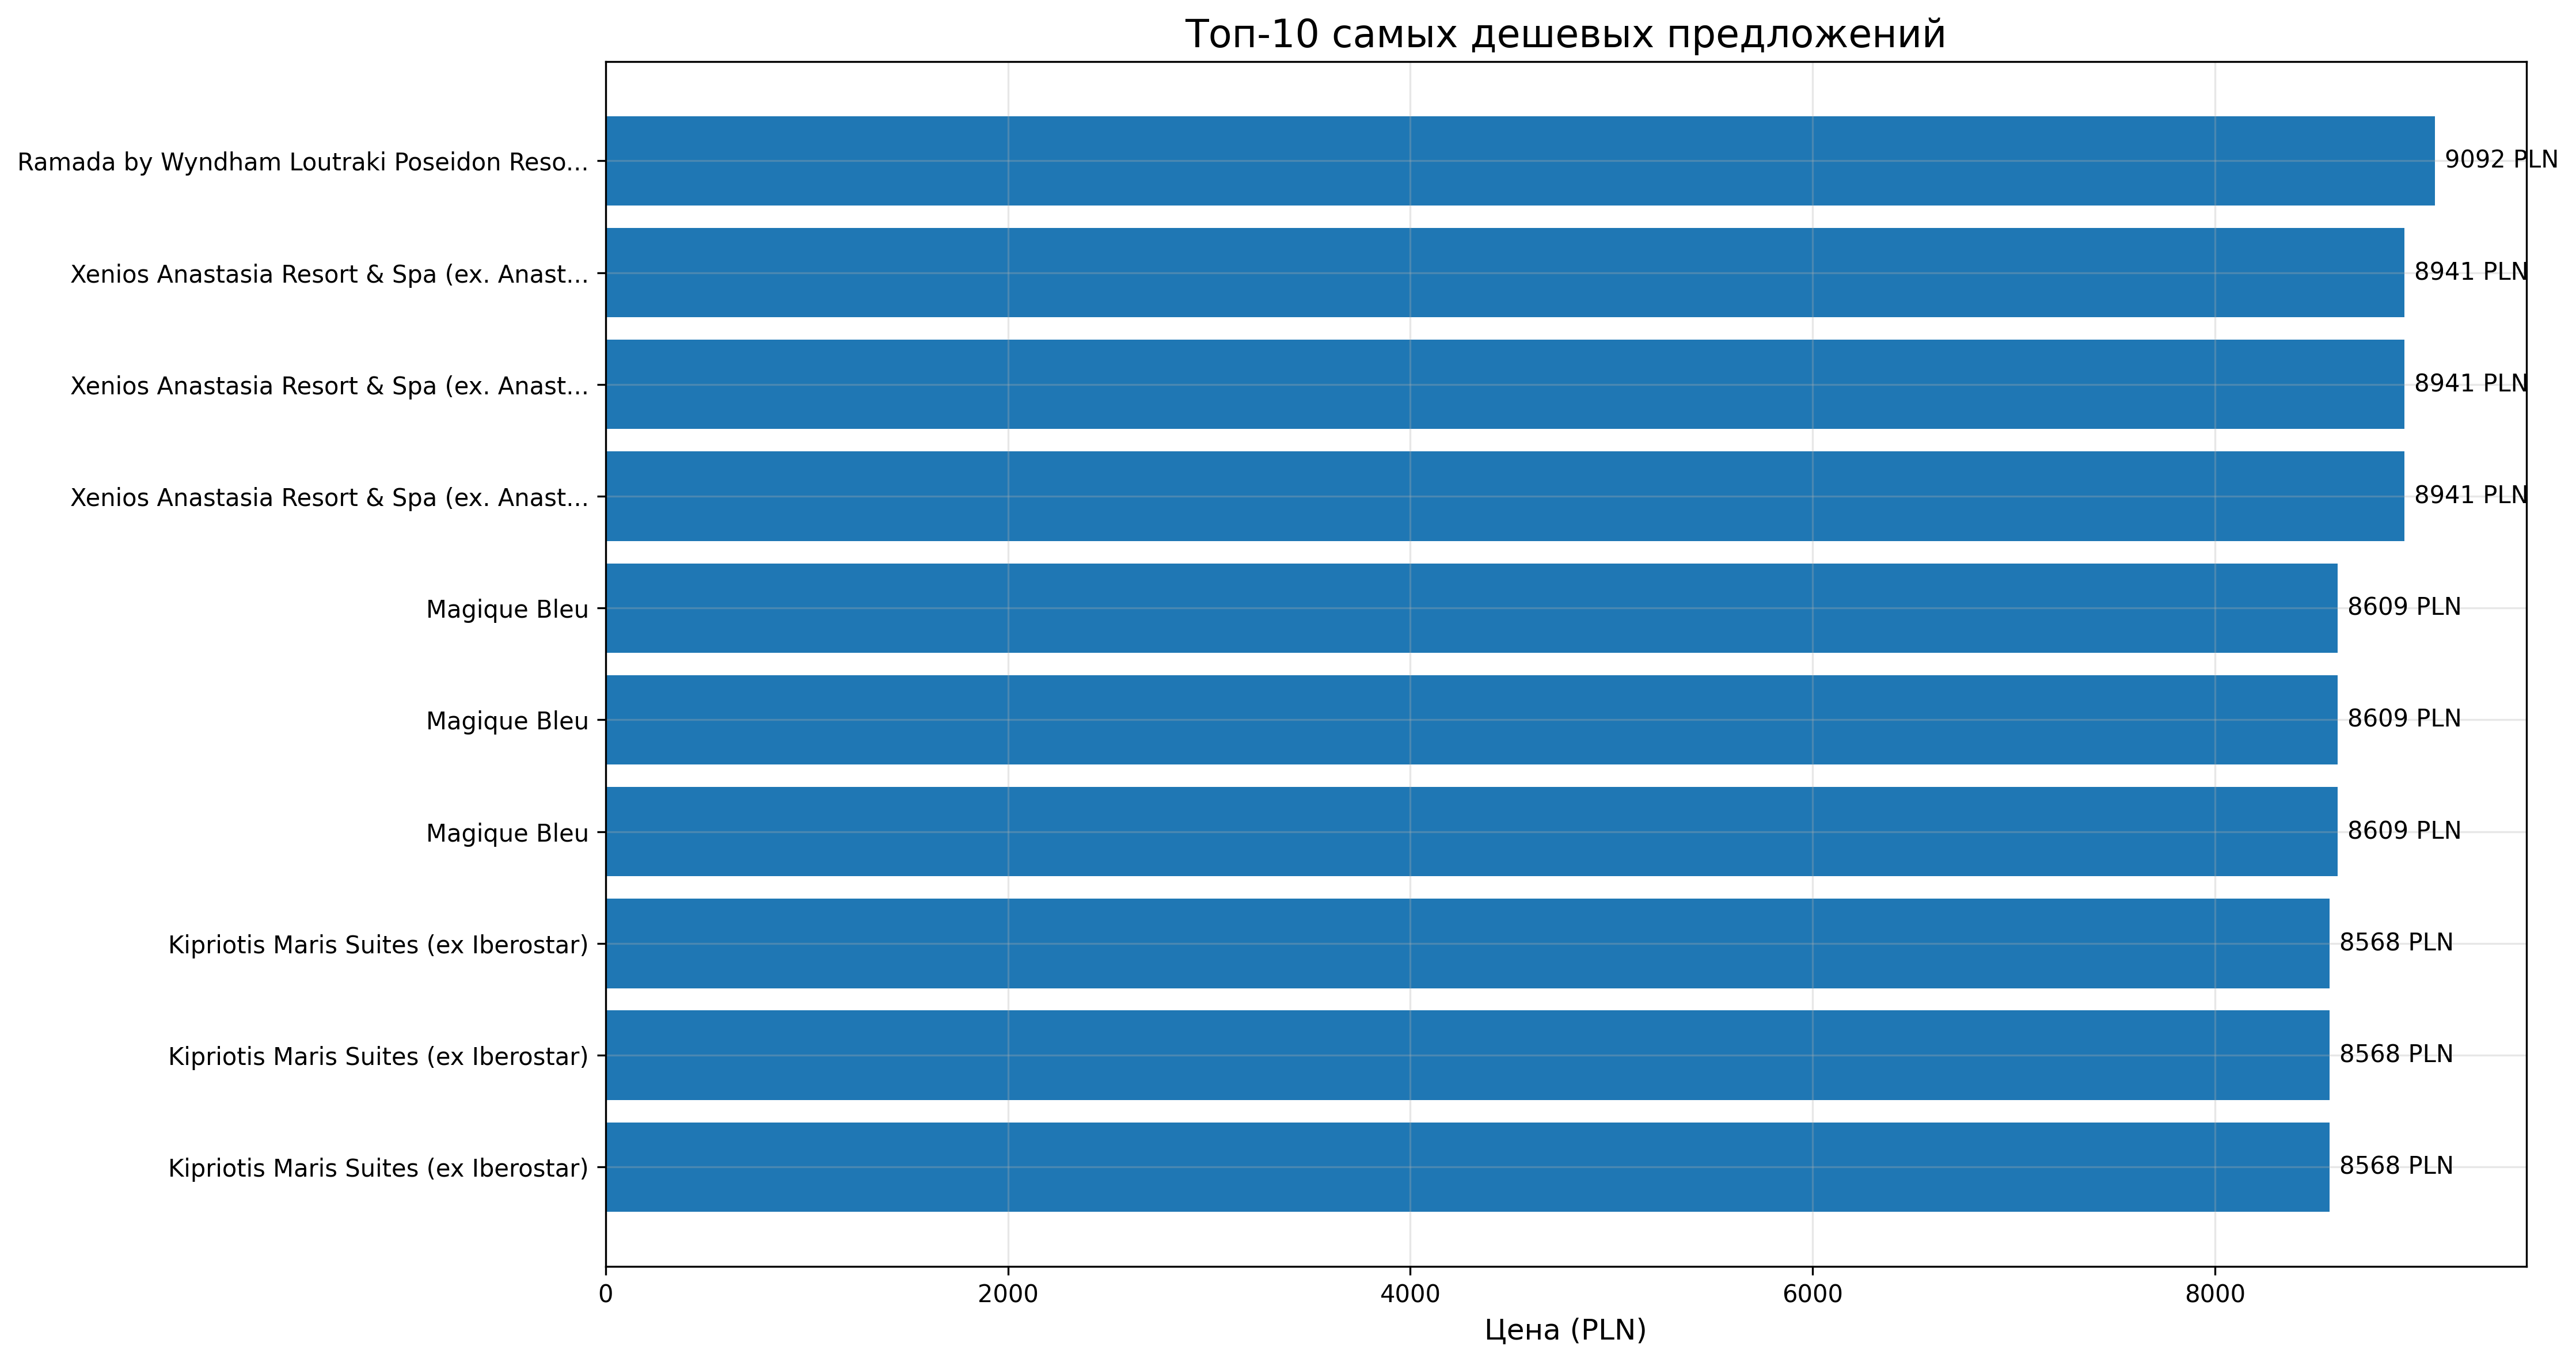 Топ-10 самых дешевых предложений
Ramada by Wyndham Loutraki Poseidon Reso... 9092 PLN
Xenios Anastasia Resort & Spa (ex. Anast... 8941 PLN
Xenios Anastasia Resort & Spa (ex. Anast... 8941 PLN
Xenios Anastasia Resort & Spa (ex. Anast... 8941 PLN
Magique Bleu 8609 PLN
Magique Bleu 8609 PLN
Magique Bleu 8609 PLN
Kipriotis Maris Suites (ex Iberostar) 8568 PLN
Kipriotis Maris Suites (ex Iberostar) 8568 PLN
Kipriotis Maris Suites (ex Iberostar) 8568 PLN
0 2000 4000 6000 8000
Цена (PLN)